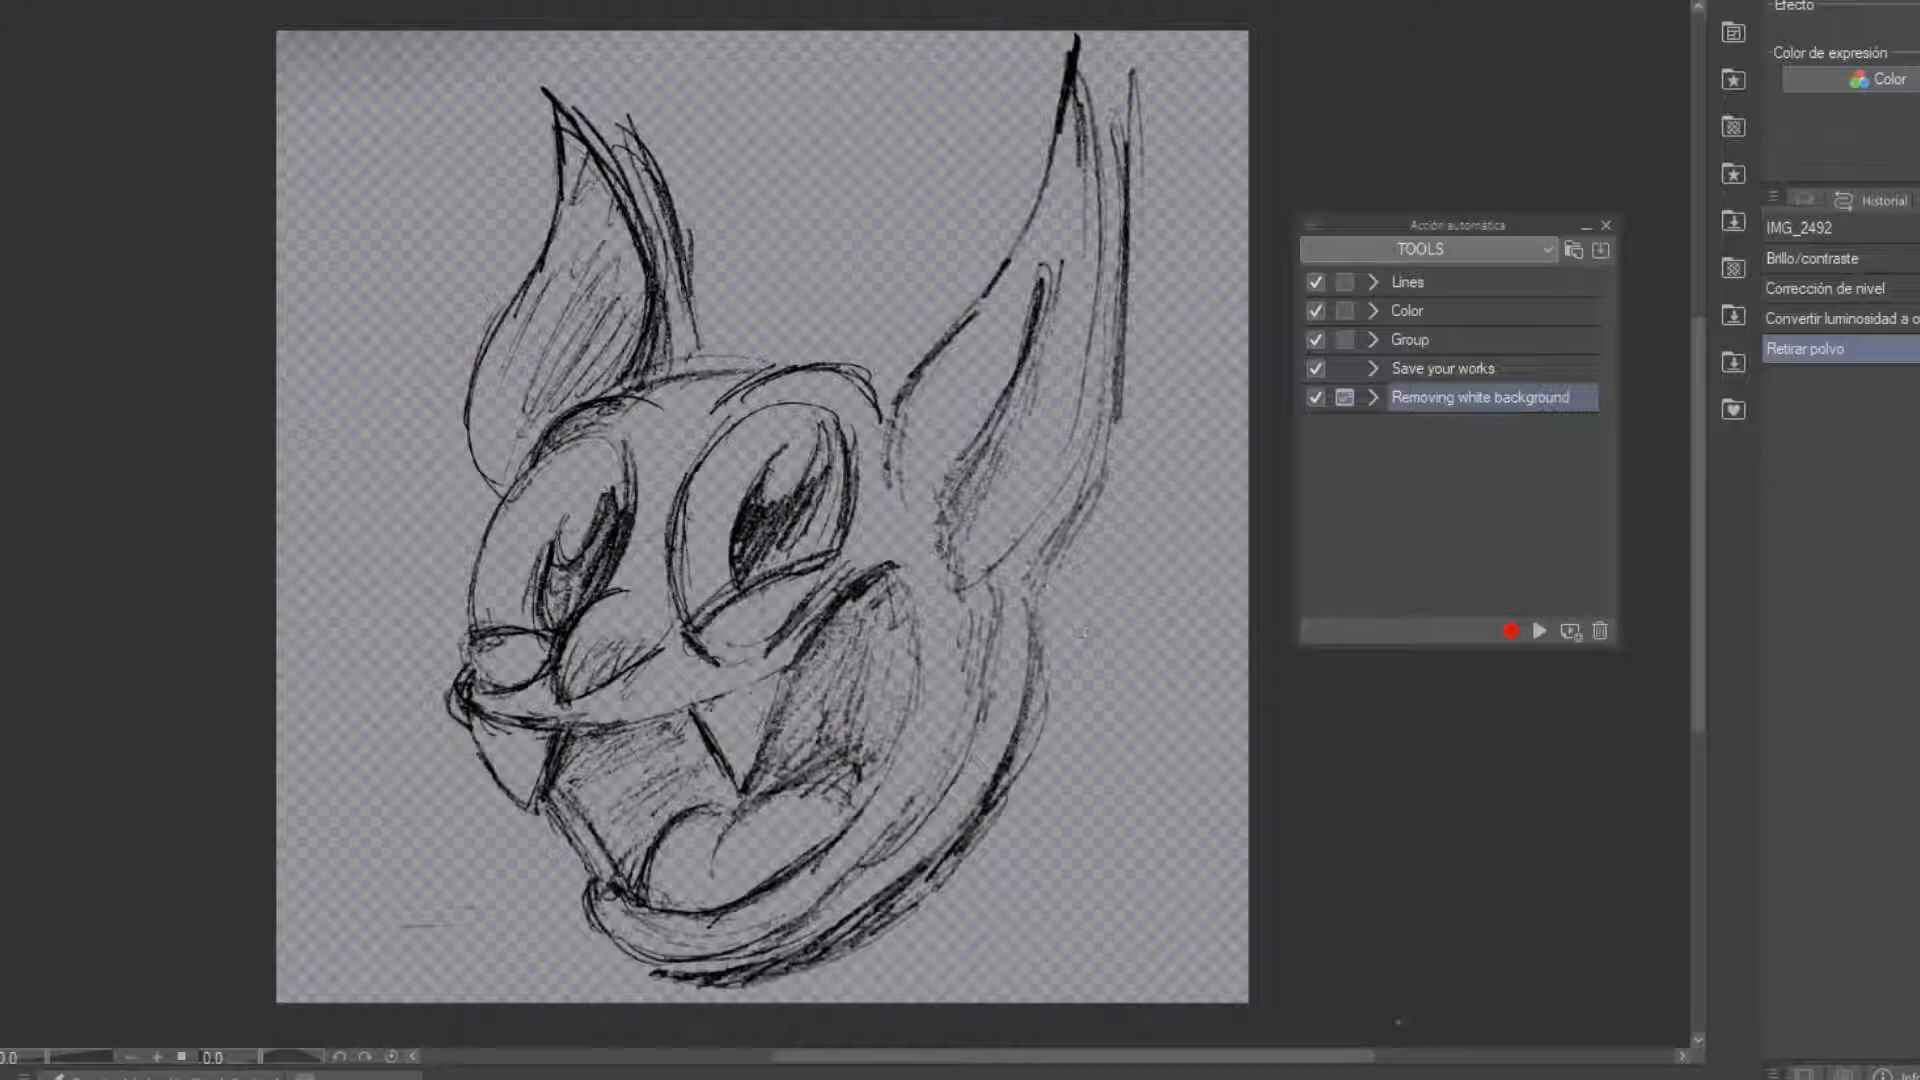 Efecto
Color de expresión
Color
Historial
IMG_2492
Brillo/contraste
Corrección de nivel
Convertir luminosidad a o
Retirar polvo
Acción automática
TOOLS
Lines
Color
Group
Save your works
Removing white background
0.0
0.0